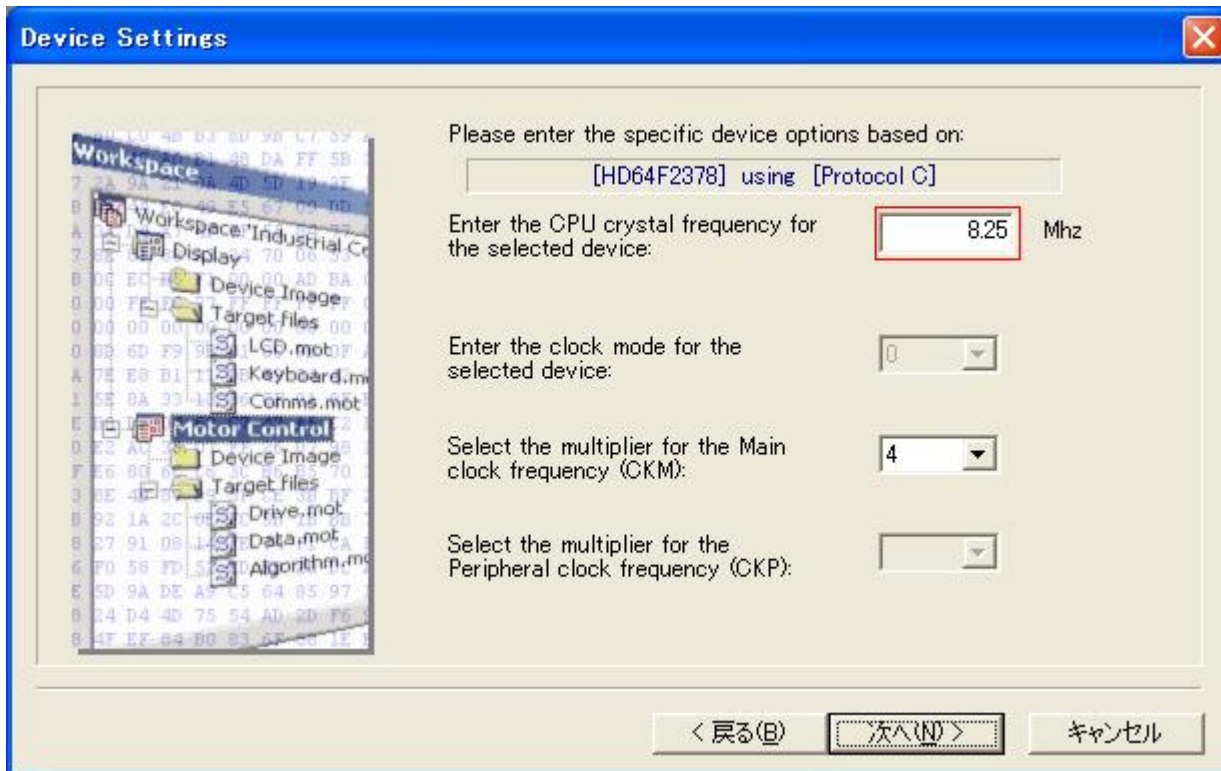 Device Settings
Please enter the specific device options based on:
[HD64F2378] using [Protocol C]
Enter the CPU crystal frequency for
the selected device:
8.25 Mhz
Enter the clock mode for the
selected device:
0
Select the multiplier for the Main
clock frequency (CKM):
4
Select the multiplier for the
Peripheral clock frequency (CKP):
Workspace
Workspace 'Industrial Co
Display
Device Image
Target files
LCD.mot
Keyboard.mo
Comms.mot
Motor Control
Device Image
Target files
Drive.mot
Data.mot
Algorithm.mo
< 戻る(B)
次へ(N) >
キャンセル